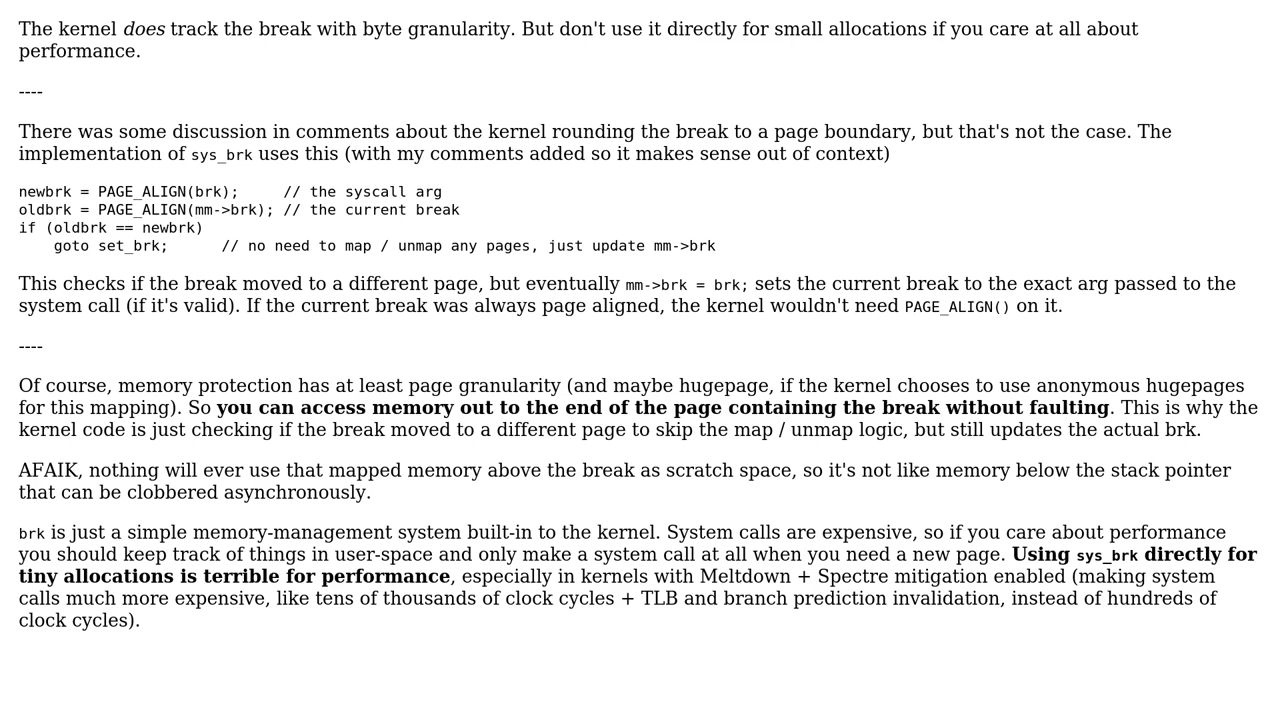 The kernel does track the break with byte granularity. But don't use it directly for small allocations if you care at all about
performance.
----
There was some discussion in comments about the kernel rounding the break to a page boundary, but that's not the case. The
implementation of sys_brk uses this (with my comments added so it makes sense out of context)
newbrk = PAGE_ALIGN(brk);     // the syscall arg
oldbrk = PAGE_ALIGN(mm->brk); // the current break
if (oldbrk == newbrk)
    goto set_brk;      // no need to map / unmap any pages, just update mm->brk
This checks if the break moved to a different page, but eventually mm->brk = brk; sets the current break to the exact arg passed to the
system call (if it's valid). If the current break was always page aligned, the kernel wouldn't need PAGE_ALIGN() on it.
----
Of course, memory protection has at least page granularity (and maybe hugepage, if the kernel chooses to use anonymous hugepages
for this mapping). So you can access memory out to the end of the page containing the break without faulting. This is why the
kernel code is just checking if the break moved to a different page to skip the map / unmap logic, but still updates the actual brk.
AFAIK, nothing will ever use that mapped memory above the break as scratch space, so it's not like memory below the stack pointer
that can be clobbered asynchronously.
brk is just a simple memory-management system built-in to the kernel. System calls are expensive, so if you care about performance
you should keep track of things in user-space and only make a system call at all when you need a new page. Using sys_brk directly for
tiny allocations is terrible for performance, especially in kernels with Meltdown + Spectre mitigation enabled (making system
calls much more expensive, like tens of thousands of clock cycles + TLB and branch prediction invalidation, instead of hundreds of
clock cycles).